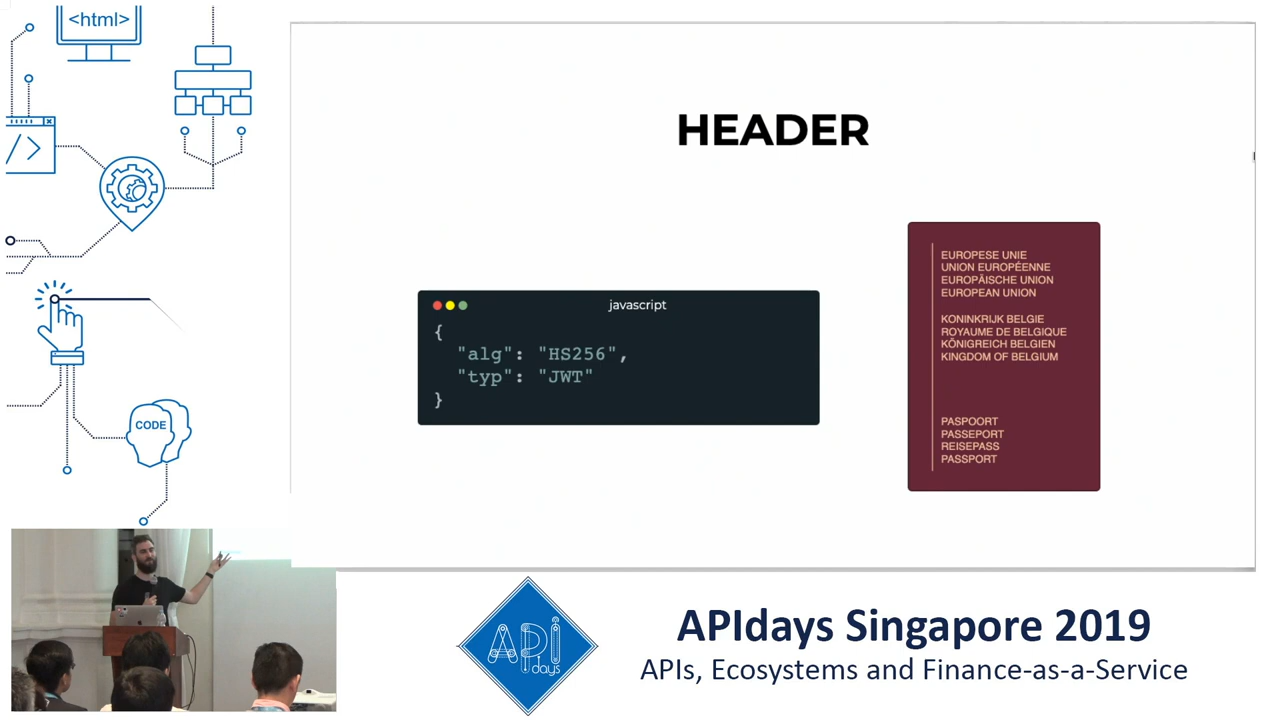 <html>
/>
CODE
HEADER
javascript
{
"alg": "HS256",
"typ": "JWT"
}
EUROPESE UNIE
UNION EUROPÉENNE
EUROPÄISCHE UNION
EUROPEAN UNION
KONINKRIJK BELGIE
ROYAUME DE BELGIQUE
KÖNIGREICH BELGIEN
KINGDOM OF BELGIUM
PASPOORT
PASSEPORT
REISEPASS
PASSPORT
API
days
APIdays Singapore 2019
APIs, Ecosystems and Finance-as-a-Service